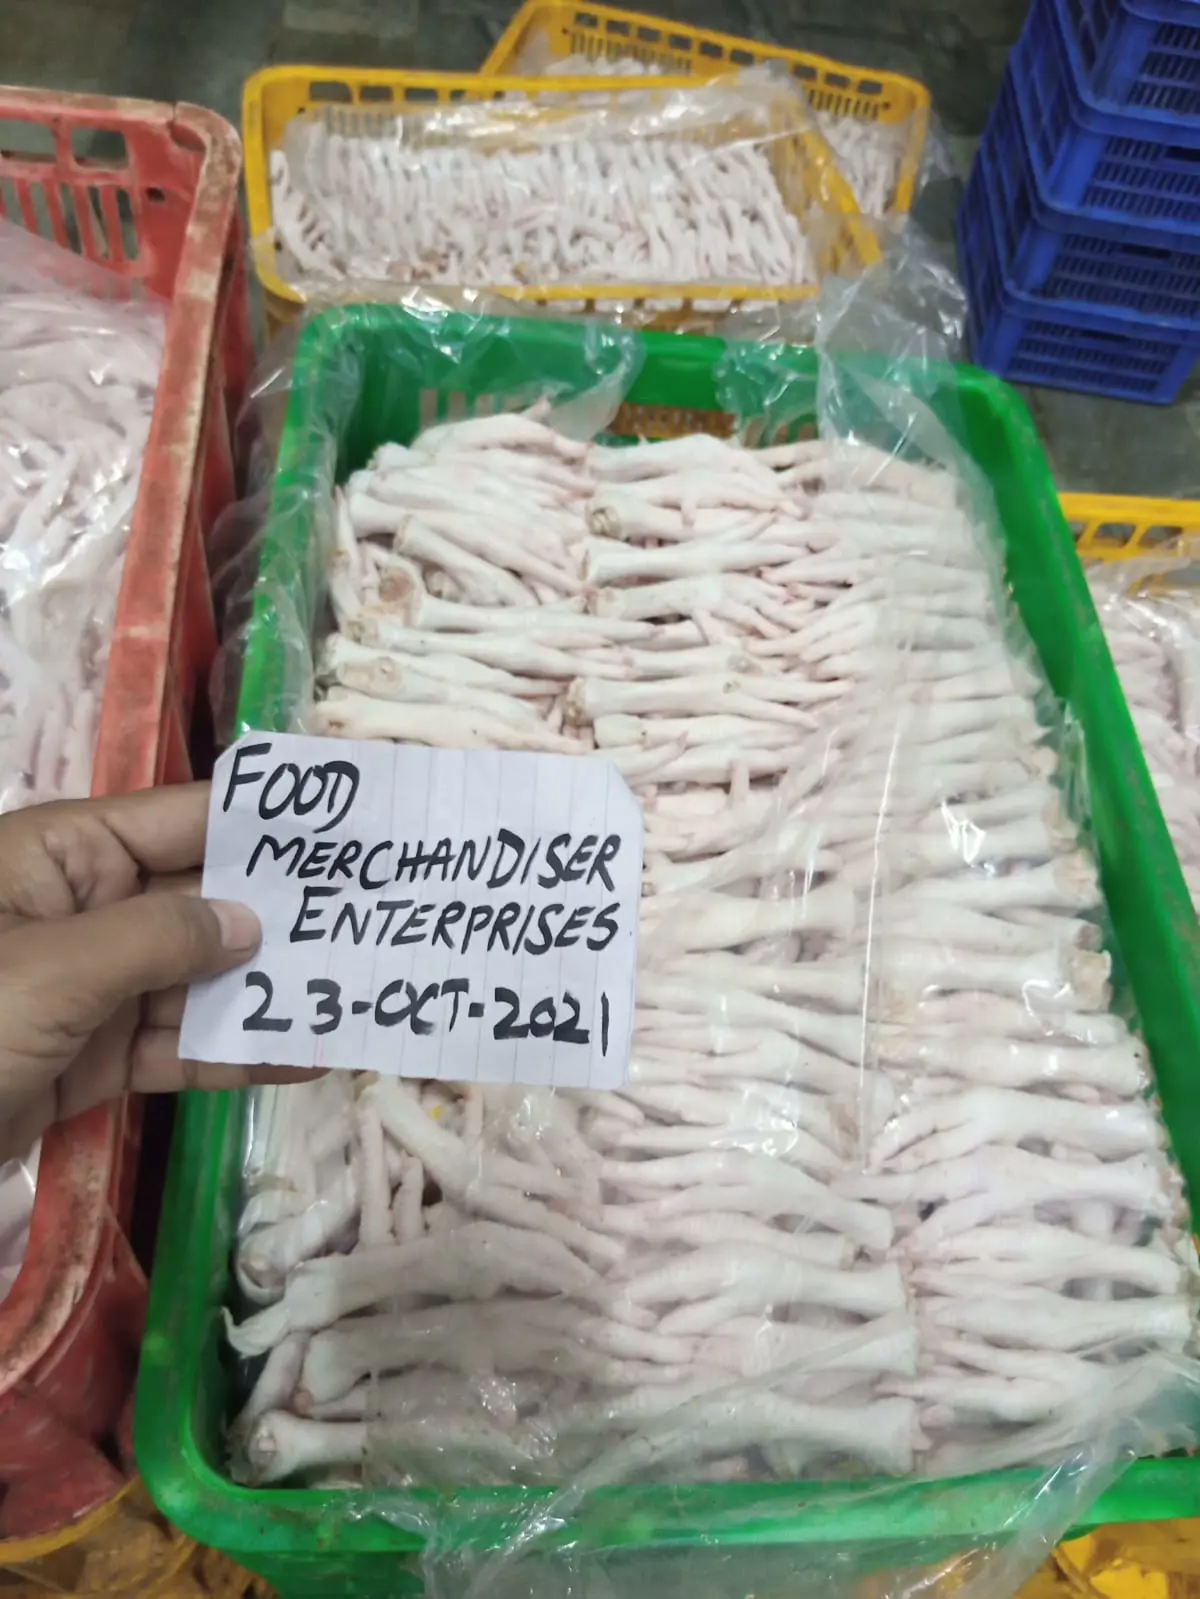 FOOD
MERCHANDISER
ENTERPRISES
23-OCT-2021